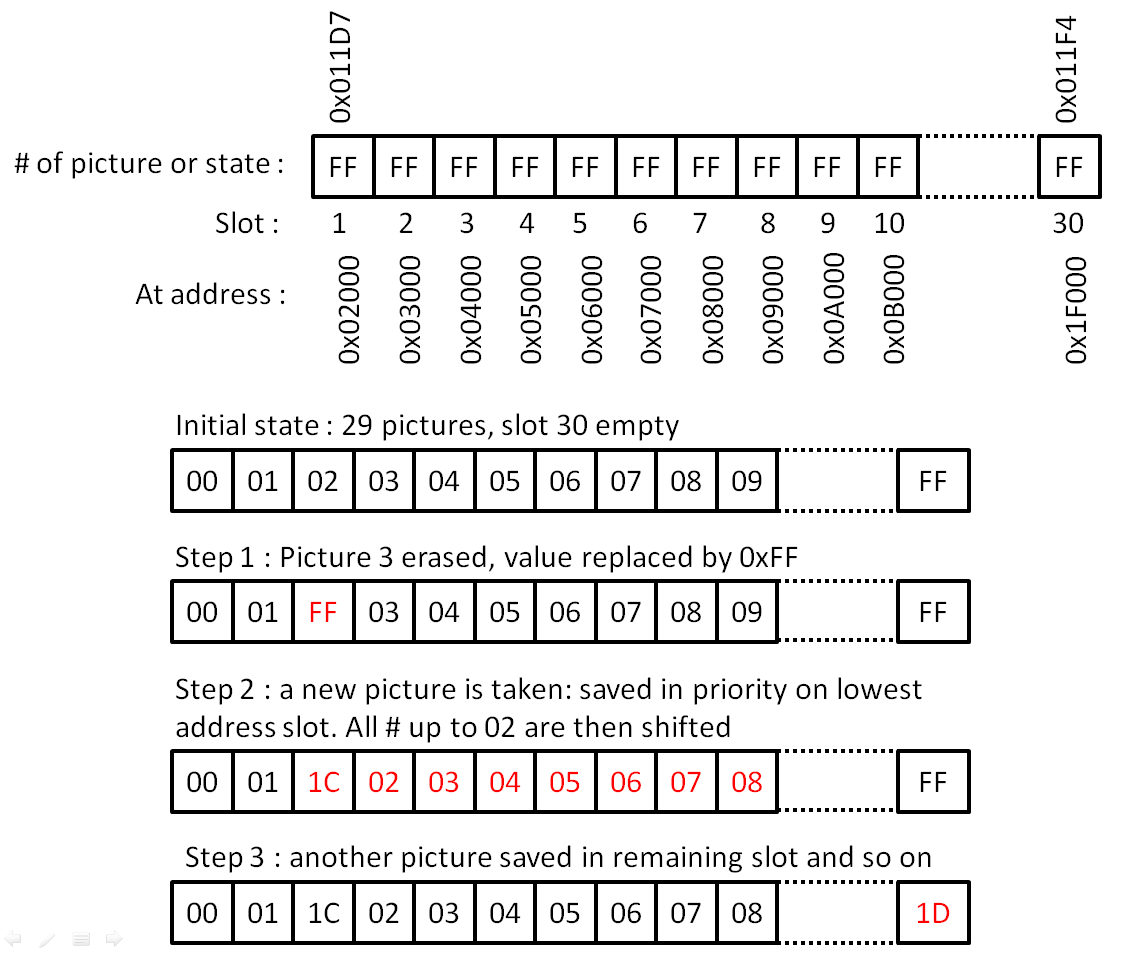 0x011D7 0x011F4
# of picture or state : FF FF FF FF FF FF FF FF FF FF FF
Slot : 1 2 3 4 5 6 7 8 9 10 30
At address : 0x02000 0x03000 0x04000 0x05000 0x06000 0x07000 0x08000 0x09000 0x0A000 0x0B000 0x1F000
Initial state : 29 pictures, slot 30 empty
00 01 02 03 04 05 06 07 08 09 FF
Step 1 : Picture 3 erased, value replaced by 0xFF
00 01 FF 03 04 05 06 07 08 09 FF
Step 2 : a new picture is taken: saved in priority on lowest
address slot. All # up to 02 are then shifted
00 01 1C 02 03 04 05 06 07 08 FF
Step 3 : another picture saved in remaining slot and so on
00 01 1C 02 03 04 05 06 07 08 1D